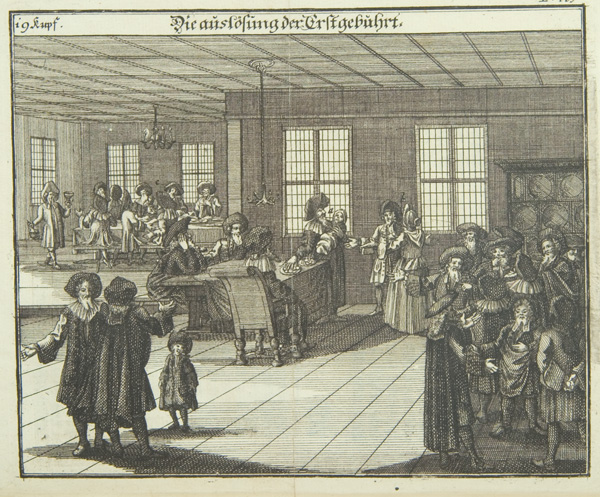 19 Kupf.
Die auslösung der Erstgebührt.